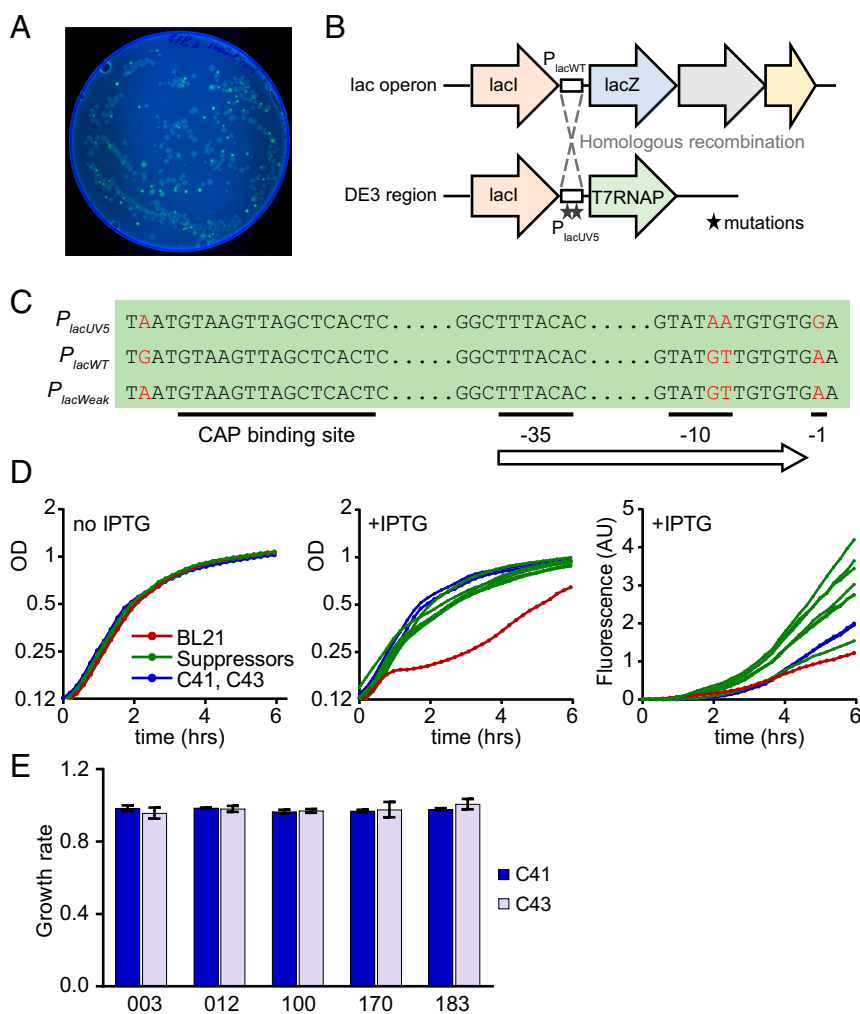 A
B
lac operon
lacI
PlacWT
lacZ
Homologous recombination
DE3 region
lacI
T7RNAP
PlacUV5
★mutations
C
PlacUV5 TAATGTAAGTTAGCTCACTC.....GGCTTTACAC.....GTATAATGTGTGGA
PlacWT TGATGTAAGTTAGCTCACTC.....GGCTTTACAC.....GTATGTTGTGTGAA
PlacWeak TAATGTAAGTTAGCTCACTC.....GGCTTTACAC.....GTATGTTGTGTGAA
CAP binding site -35 -10 -1
D
OD
2
1
0.5
0.25
0.12
no IPTG
BL21
Suppressors
C41, C43
0 2 4 6
time (hrs)
OD
2
1
0.5
0.25
0.12
+IPTG
0 2 4 6
time (hrs)
Fluorescence (AU)
5
4
3
2
1
0
+IPTG
0 2 4 6
time (hrs)
E
Growth rate
1.2
0.8
0.4
0.0
003 012 100 170 183
C41
C43